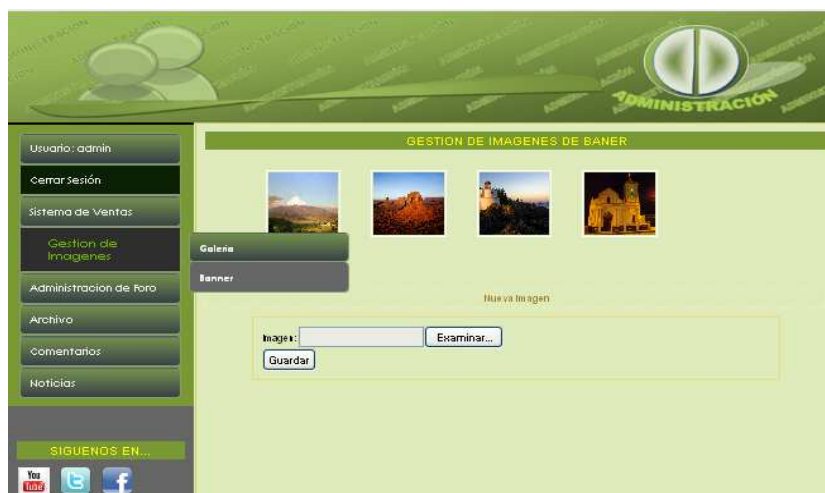 ADMINISTRACIÓN
Usuario: admin
Cerrar Sesión
Sistema de Ventas
Gestion de
Imagenes
Administracion de Foro
Archivo
Comentarios
Noticias
SIGUENOS EN...
You
Tube
GESTION DE IMAGENES DE BANER
Galeria
Banner
Nueva Imagen
Imagen:
Examinar...
Guardar